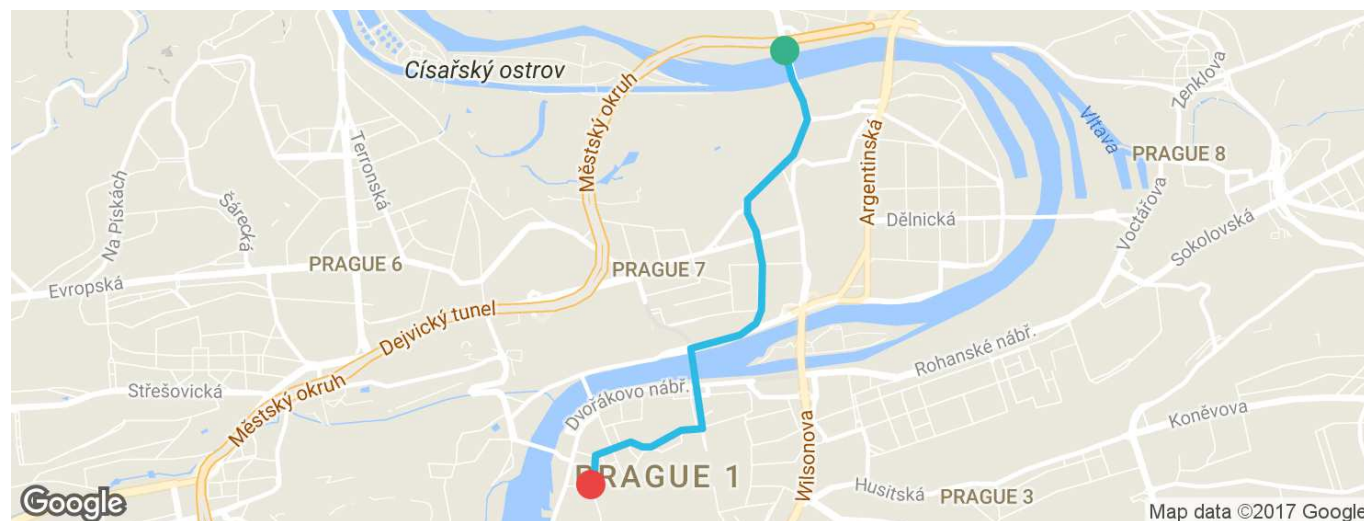 Císařský ostrov
Městský okruh
Zenklova
Vltava
PRAGUE 8
Terronská
Na Pískách
Šárecká
Argentinská
Dělnická
Voctářova
Sokolovská
PRAGUE 6
PRAGUE 7
Evropská
Dejvický tunel
Rohanské nábř.
Střešovická
Městský okruh
Dvořákovo nábř.
Koněvova
Wilsonova
PRAGUE 1
Husitská
PRAGUE 3
Google
Map data ©2017 Google